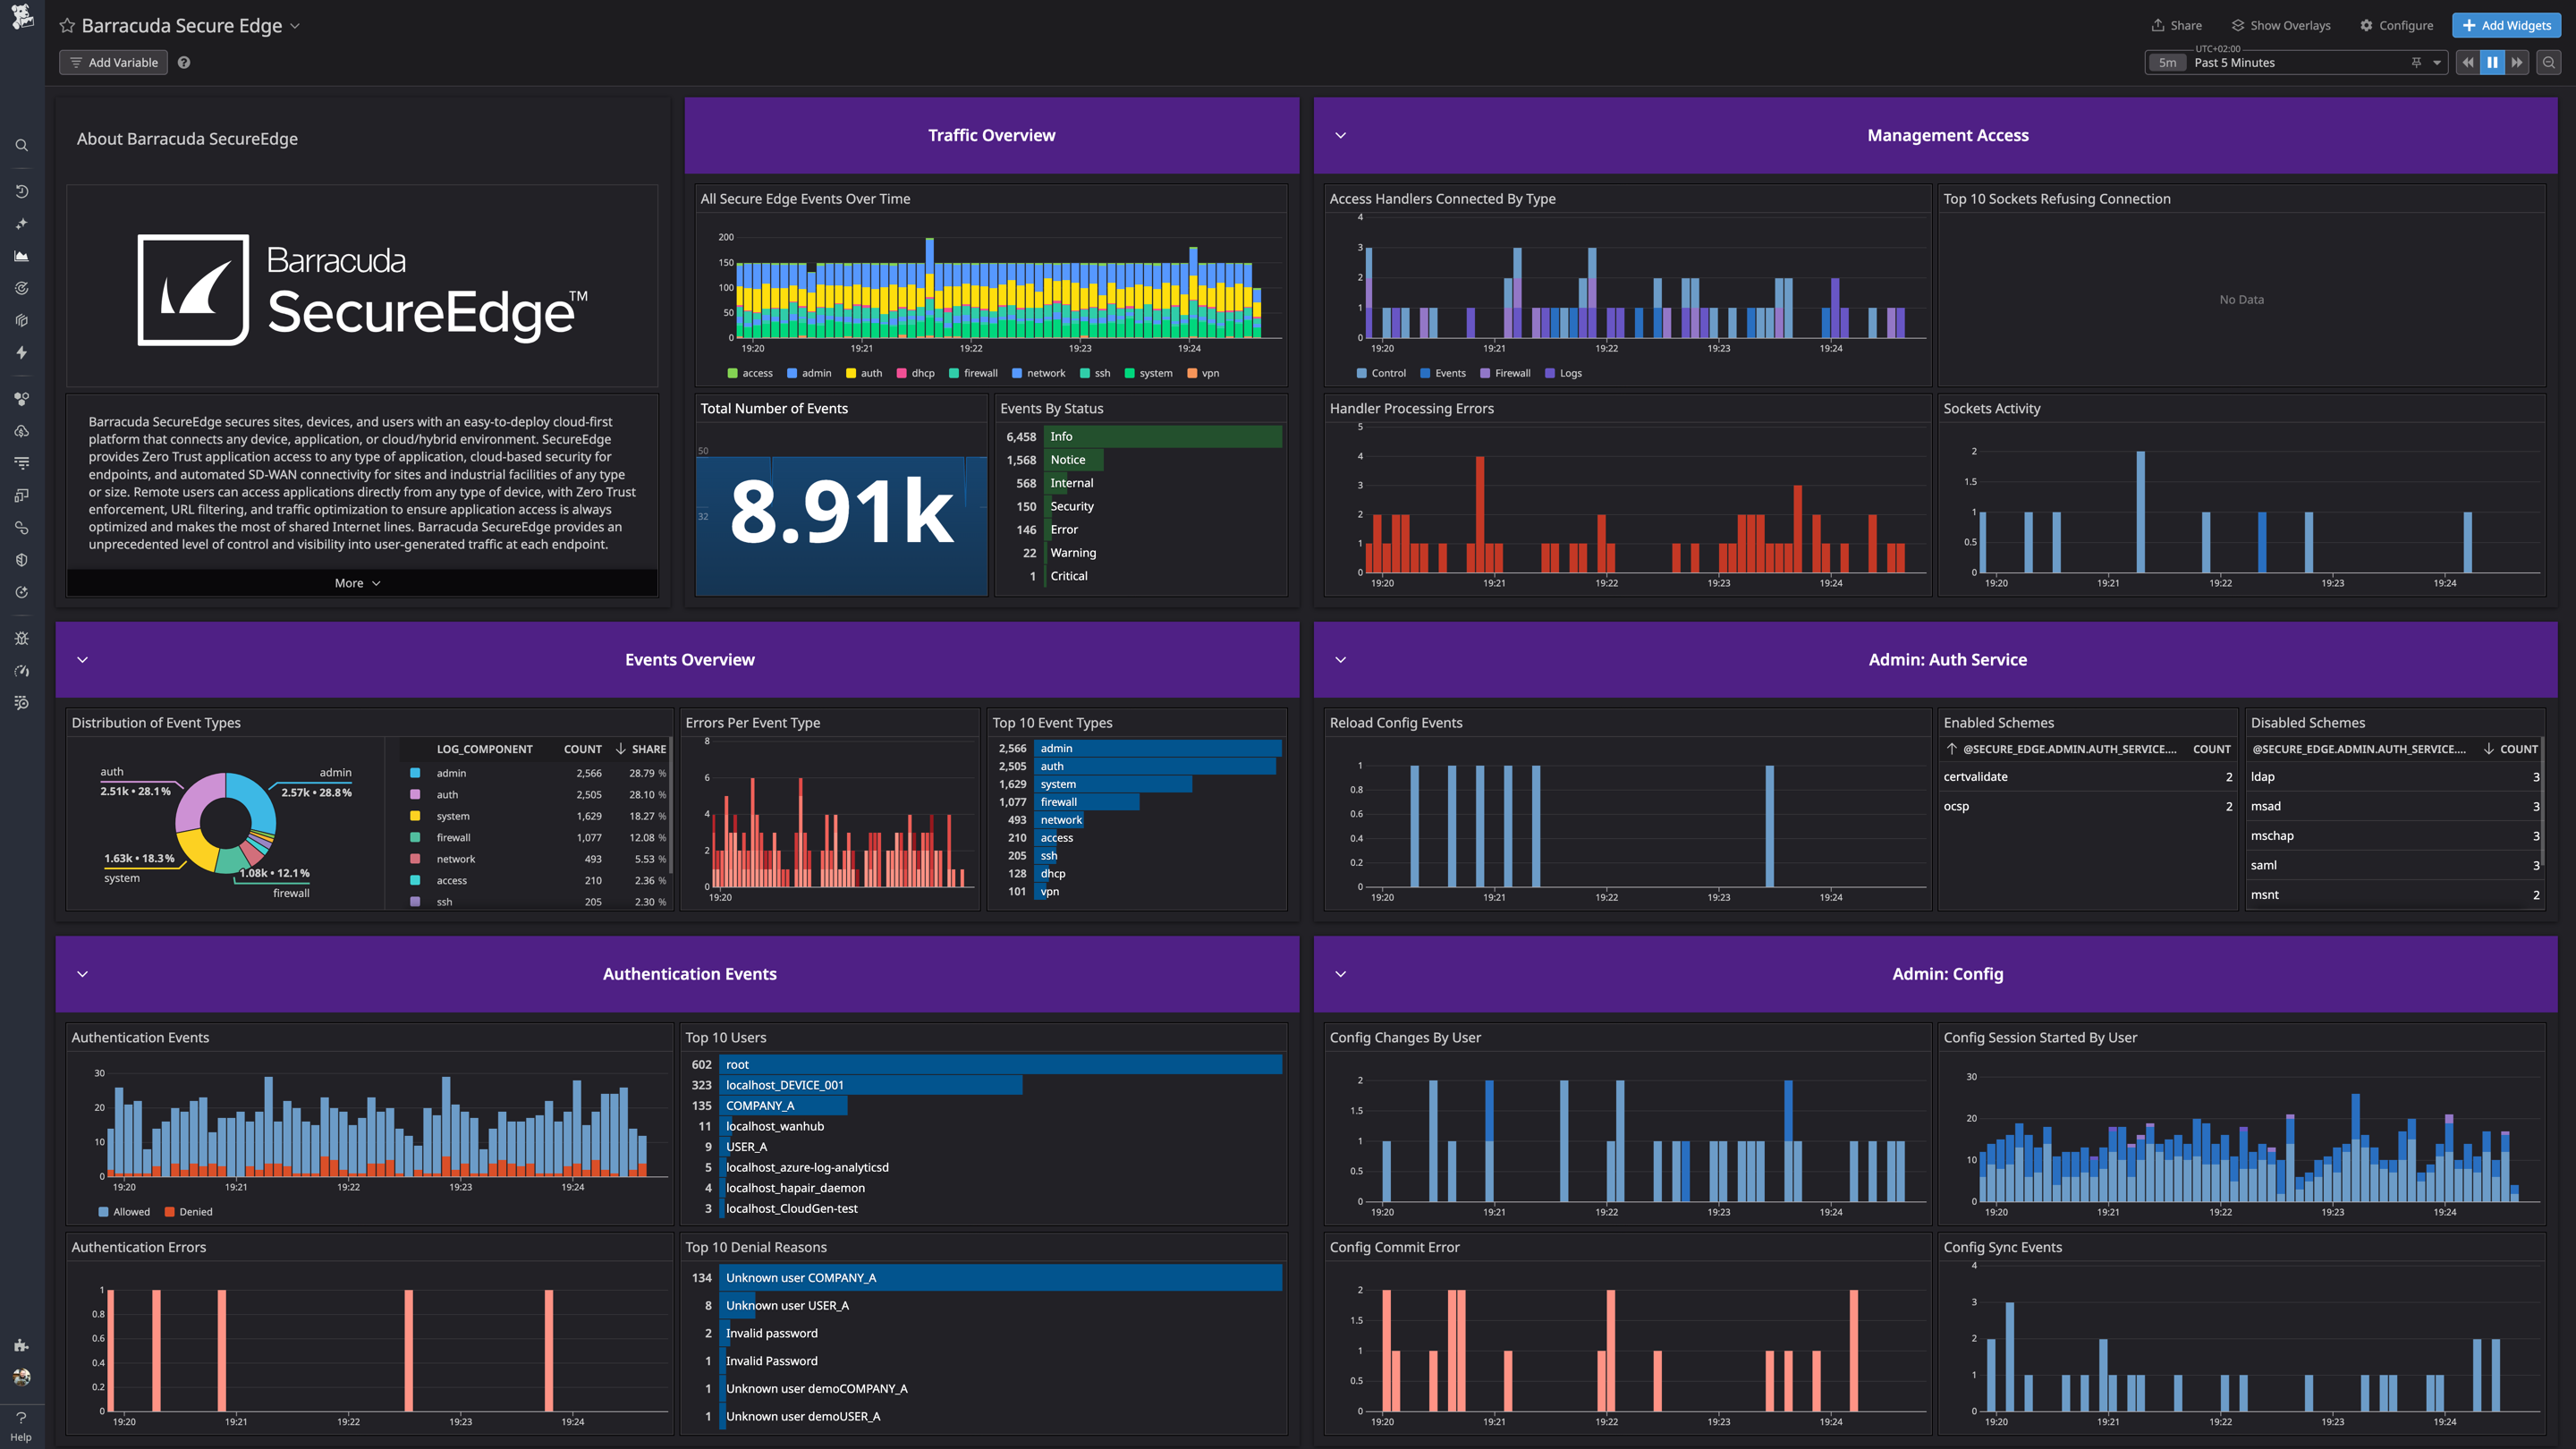 Barracuda Secure Edge
Share
Show Overlays
Configure
Add Widgets
Add Variable
UTC+02:00
5m
Past 5 Minutes
About Barracuda SecureEdge
Barracuda
SecureEdge™
Barracuda SecureEdge secures sites, devices, and users with an easy-to-deploy cloud-first
platform that connects any device, application, or cloud/hybrid environment. SecureEdge
provides Zero Trust application access to any type of application, cloud-based security for
endpoints, and automated SD-WAN connectivity for sites and industrial facilities of any type
or size. Remote users can access applications directly from any type of device, with Zero Trust
enforcement, URL filtering, and traffic optimization to ensure application access is always
optimized and makes the most of shared Internet lines. Barracuda SecureEdge provides an
unprecedented level of control and visibility into user-generated traffic at each endpoint.
More
Traffic Overview
All Secure Edge Events Over Time
200
150
100
50
0
19:20 19:21 19:22 19:23 19:24
access admin auth dhcp firewall network ssh system vpn
Total Number of Events
50
32
8.91k
Events By Status
6,458 Info
1,568 Notice
568 Internal
150 Security
146 Error
22 Warning
1 Critical
Management Access
Access Handlers Connected By Type
4
3
2
1
0
19:20 19:21 19:22 19:23 19:24
Control Events Firewall Logs
Top 10 Sockets Refusing Connection
No Data
Handler Processing Errors
5
4
3
2
1
0
19:20 19:21 19:22 19:23 19:24
Sockets Activity
2
1.5
1
0.5
0
19:20 19:21 19:22 19:23 19:24
Events Overview
Distribution of Event Types
auth
2.51k • 28.1%
admin
2.57k • 28.8%
1.63k • 18.3%
system
1.08k • 12.1%
firewall
LOG_COMPONENT COUNT SHARE
admin 2,566 28.79 %
auth 2,505 28.10 %
system 1,629 18.27 %
firewall 1,077 12.08 %
network 493 5.53 %
access 210 2.36 %
ssh 205 2.30 %
Errors Per Event Type
8
6
4
2
0
19:20
Top 10 Event Types
2,566 admin
2,505 auth
1,629 system
1,077 firewall
493 network
210 access
205 ssh
128 dhcp
101 vpn
Admin: Auth Service
Reload Config Events
1
0.8
0.6
0.4
0.2
0
19:20 19:21 19:22 19:23 19:24
Enabled Schemes
@SECURE_EDGE.ADMIN.AUTH_SERVICE.... COUNT
certvalidate 2
ocsp 2
Disabled Schemes
@SECURE_EDGE.ADMIN.AUTH_SERVICE.... COUNT
ldap 3
msad 3
mschap 3
saml 3
msnt 2
Authentication Events
Authentication Events
30
20
10
0
19:20 19:21 19:22 19:23 19:24
Allowed Denied
Top 10 Users
602 root
323 localhost_DEVICE_001
135 COMPANY_A
11 localhost_wanhub
9 USER_A
5 localhost_azure-log-analyticsd
4 localhost_hapair_daemon
3 localhost_CloudGen-test
Authentication Errors
1
0.8
0.6
0.4
0.2
0
19:20 19:21 19:22 19:23 19:24
Top 10 Denial Reasons
134 Unknown user COMPANY_A
8 Unknown user USER_A
2 Invalid password
1 Invalid Password
1 Unknown user demoCOMPANY_A
1 Unknown user demoUSER_A
Admin: Config
Config Changes By User
2
1.5
1
0.5
0
19:20 19:21 19:22 19:23 19:24
Config Session Started By User
30
20
10
0
19:20 19:21 19:22 19:23 19:24
Config Commit Error
2
1.5
1
0.5
0
19:20 19:21 19:22 19:23 19:24
Config Sync Events
4
3
2
1
0
19:20 19:21 19:22 19:23 19:24
Help